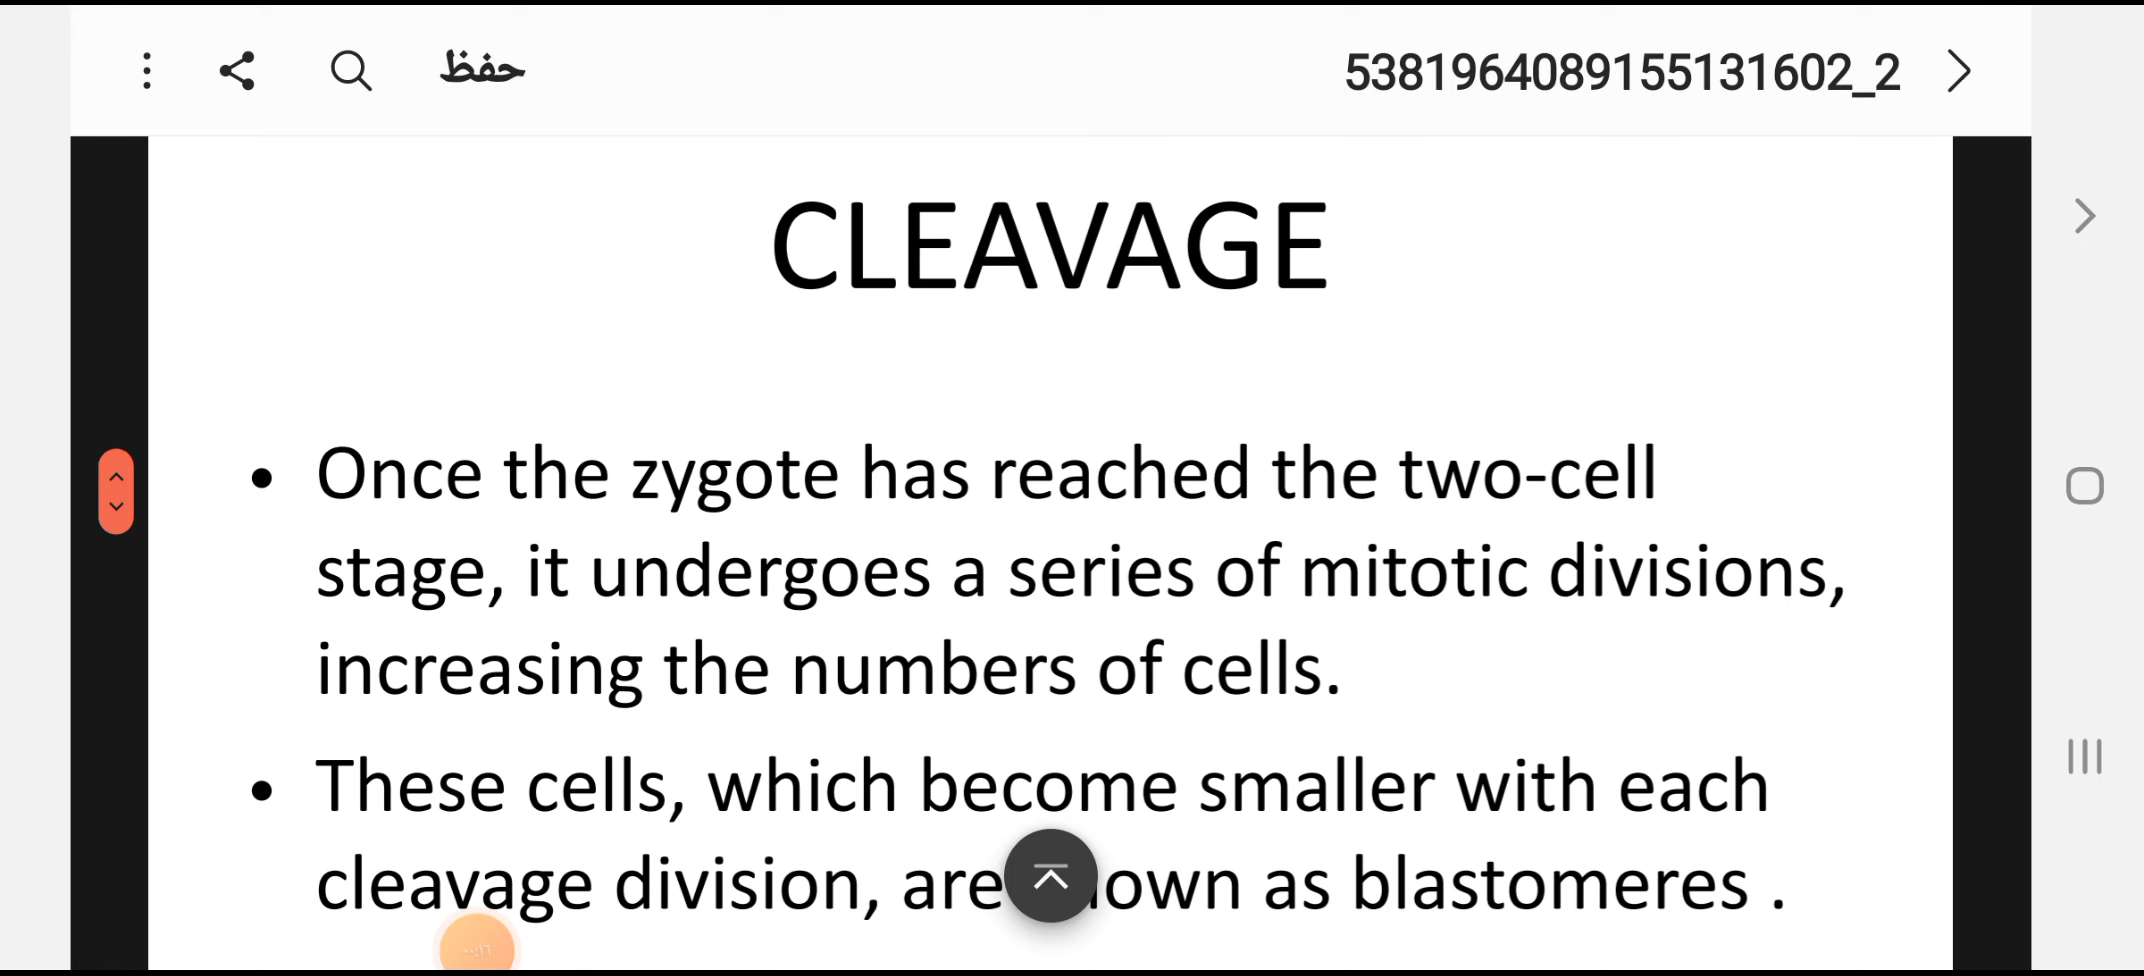 حفظ
5381964089155131602_2
CLEAVAGE
• Once the zygote has reached the two-cell
stage, it undergoes a series of mitotic divisions,
increasing the numbers of cells.
• These cells, which become smaller with each
cleavage division, are own as blastomeres .